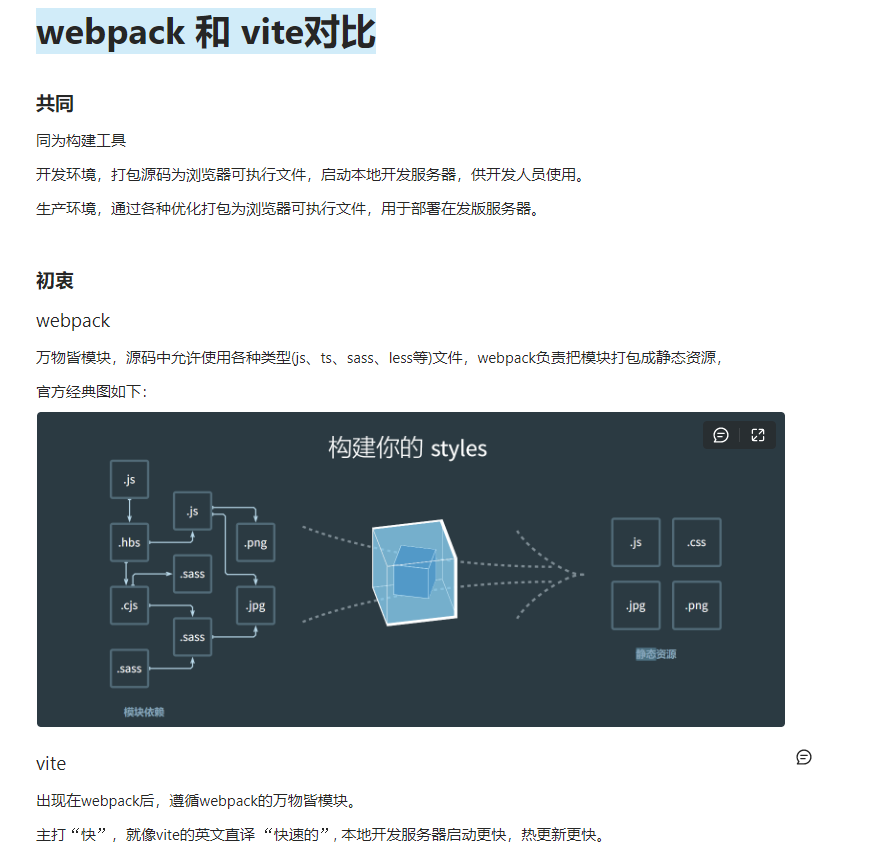 webpack 和 vite对比
共同
同为构建工具
开发环境，打包源码为浏览器可执行文件，启动本地开发服务器，供开发人员使用。
生产环境，通过各种优化打包为浏览器可执行文件，用于部署在发版服务器。
初衷
webpack
万物皆模块，源码中允许使用各种类型(js、ts、sass、less等)文件，webpack负责把模块打包成静态资源，
官方经典图如下：
构建你的 styles
.js
.js
.hbs
.png
.sass
.cjs
.jpg
.sass
.sass
模块依赖
.js
.css
.jpg
.png
静态资源
vite
出现在webpack后，遵循webpack的万物皆模块。
主打“快”，就像vite的英文直译 “快速的”, 本地开发服务器启动更快，热更新更快。